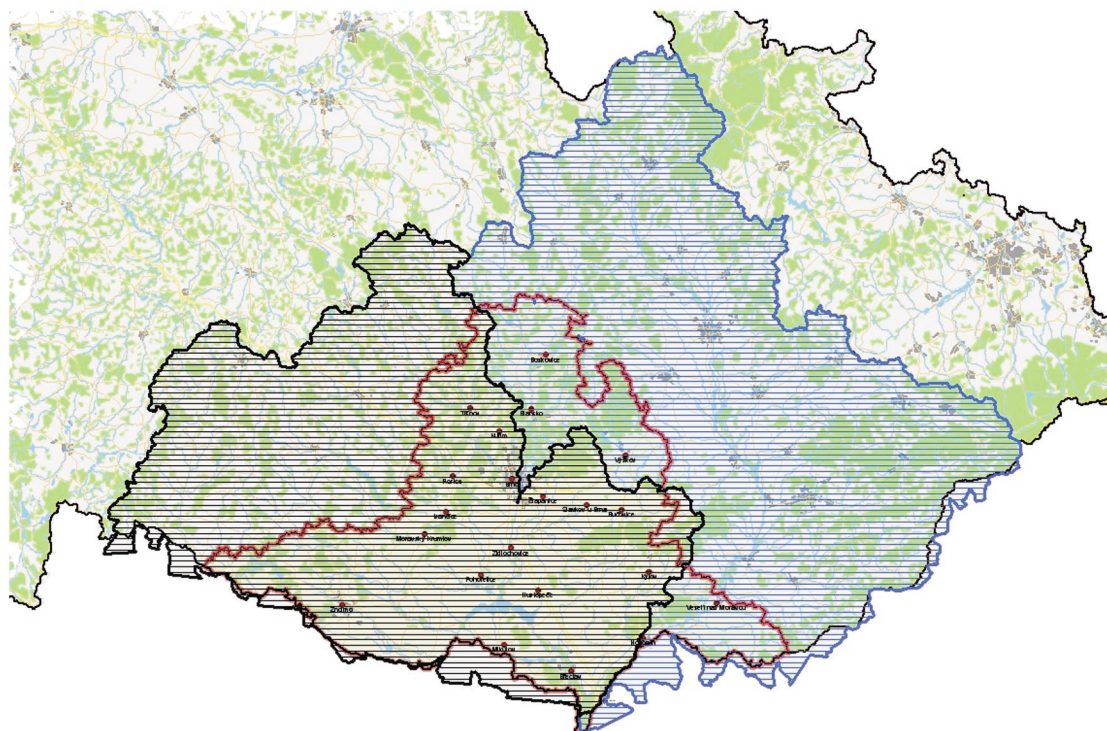 Boskovice
Tišnov
Blansko
Kuřim
Vyškov
Rosice
Brno
Šlapanice
Slavkov u Brna
Bučovice
Ivančice
Moravský Krumlov
Židlochovice
Kyjov
Pohořelice
Hustopeče
Znojmo
Veselí nad Moravou
Hodonín
Mikulov
Břeclav